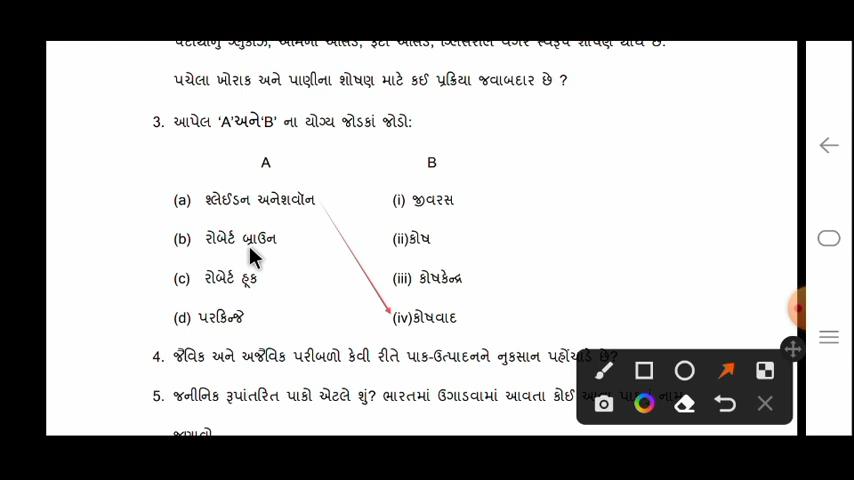 પચેલા ખોરાક અને પાણીના શોષણ માટે કઈ પ્રક્રિયા જવાબદાર છે ?
3. આપેલ ‘A’અને‘B’ ના યોગ્ય જોડકાં જોડો:
A B
(a) શ્લેઈડન અનેશવૉન (i) જીવરસ
(b) રોબેર્ટ બ્રાઉન (ii)કોષ
(c) રોબેર્ટ હૂક (iii) કોષકેન્દ્ર
(d) પરકિન્જે (iv)કોષવાદ
4. જૈવિક અને અજૈવિક પરીબળો કેવી રીતે પાક-ઉત્પાદનને નુકસાન પહોંચાડે છે?
5. જનીનિક રૂપાંતરિત પાકો એટલે શું? ભારતમાં ઉગાડવામાં આવતા કોઈ